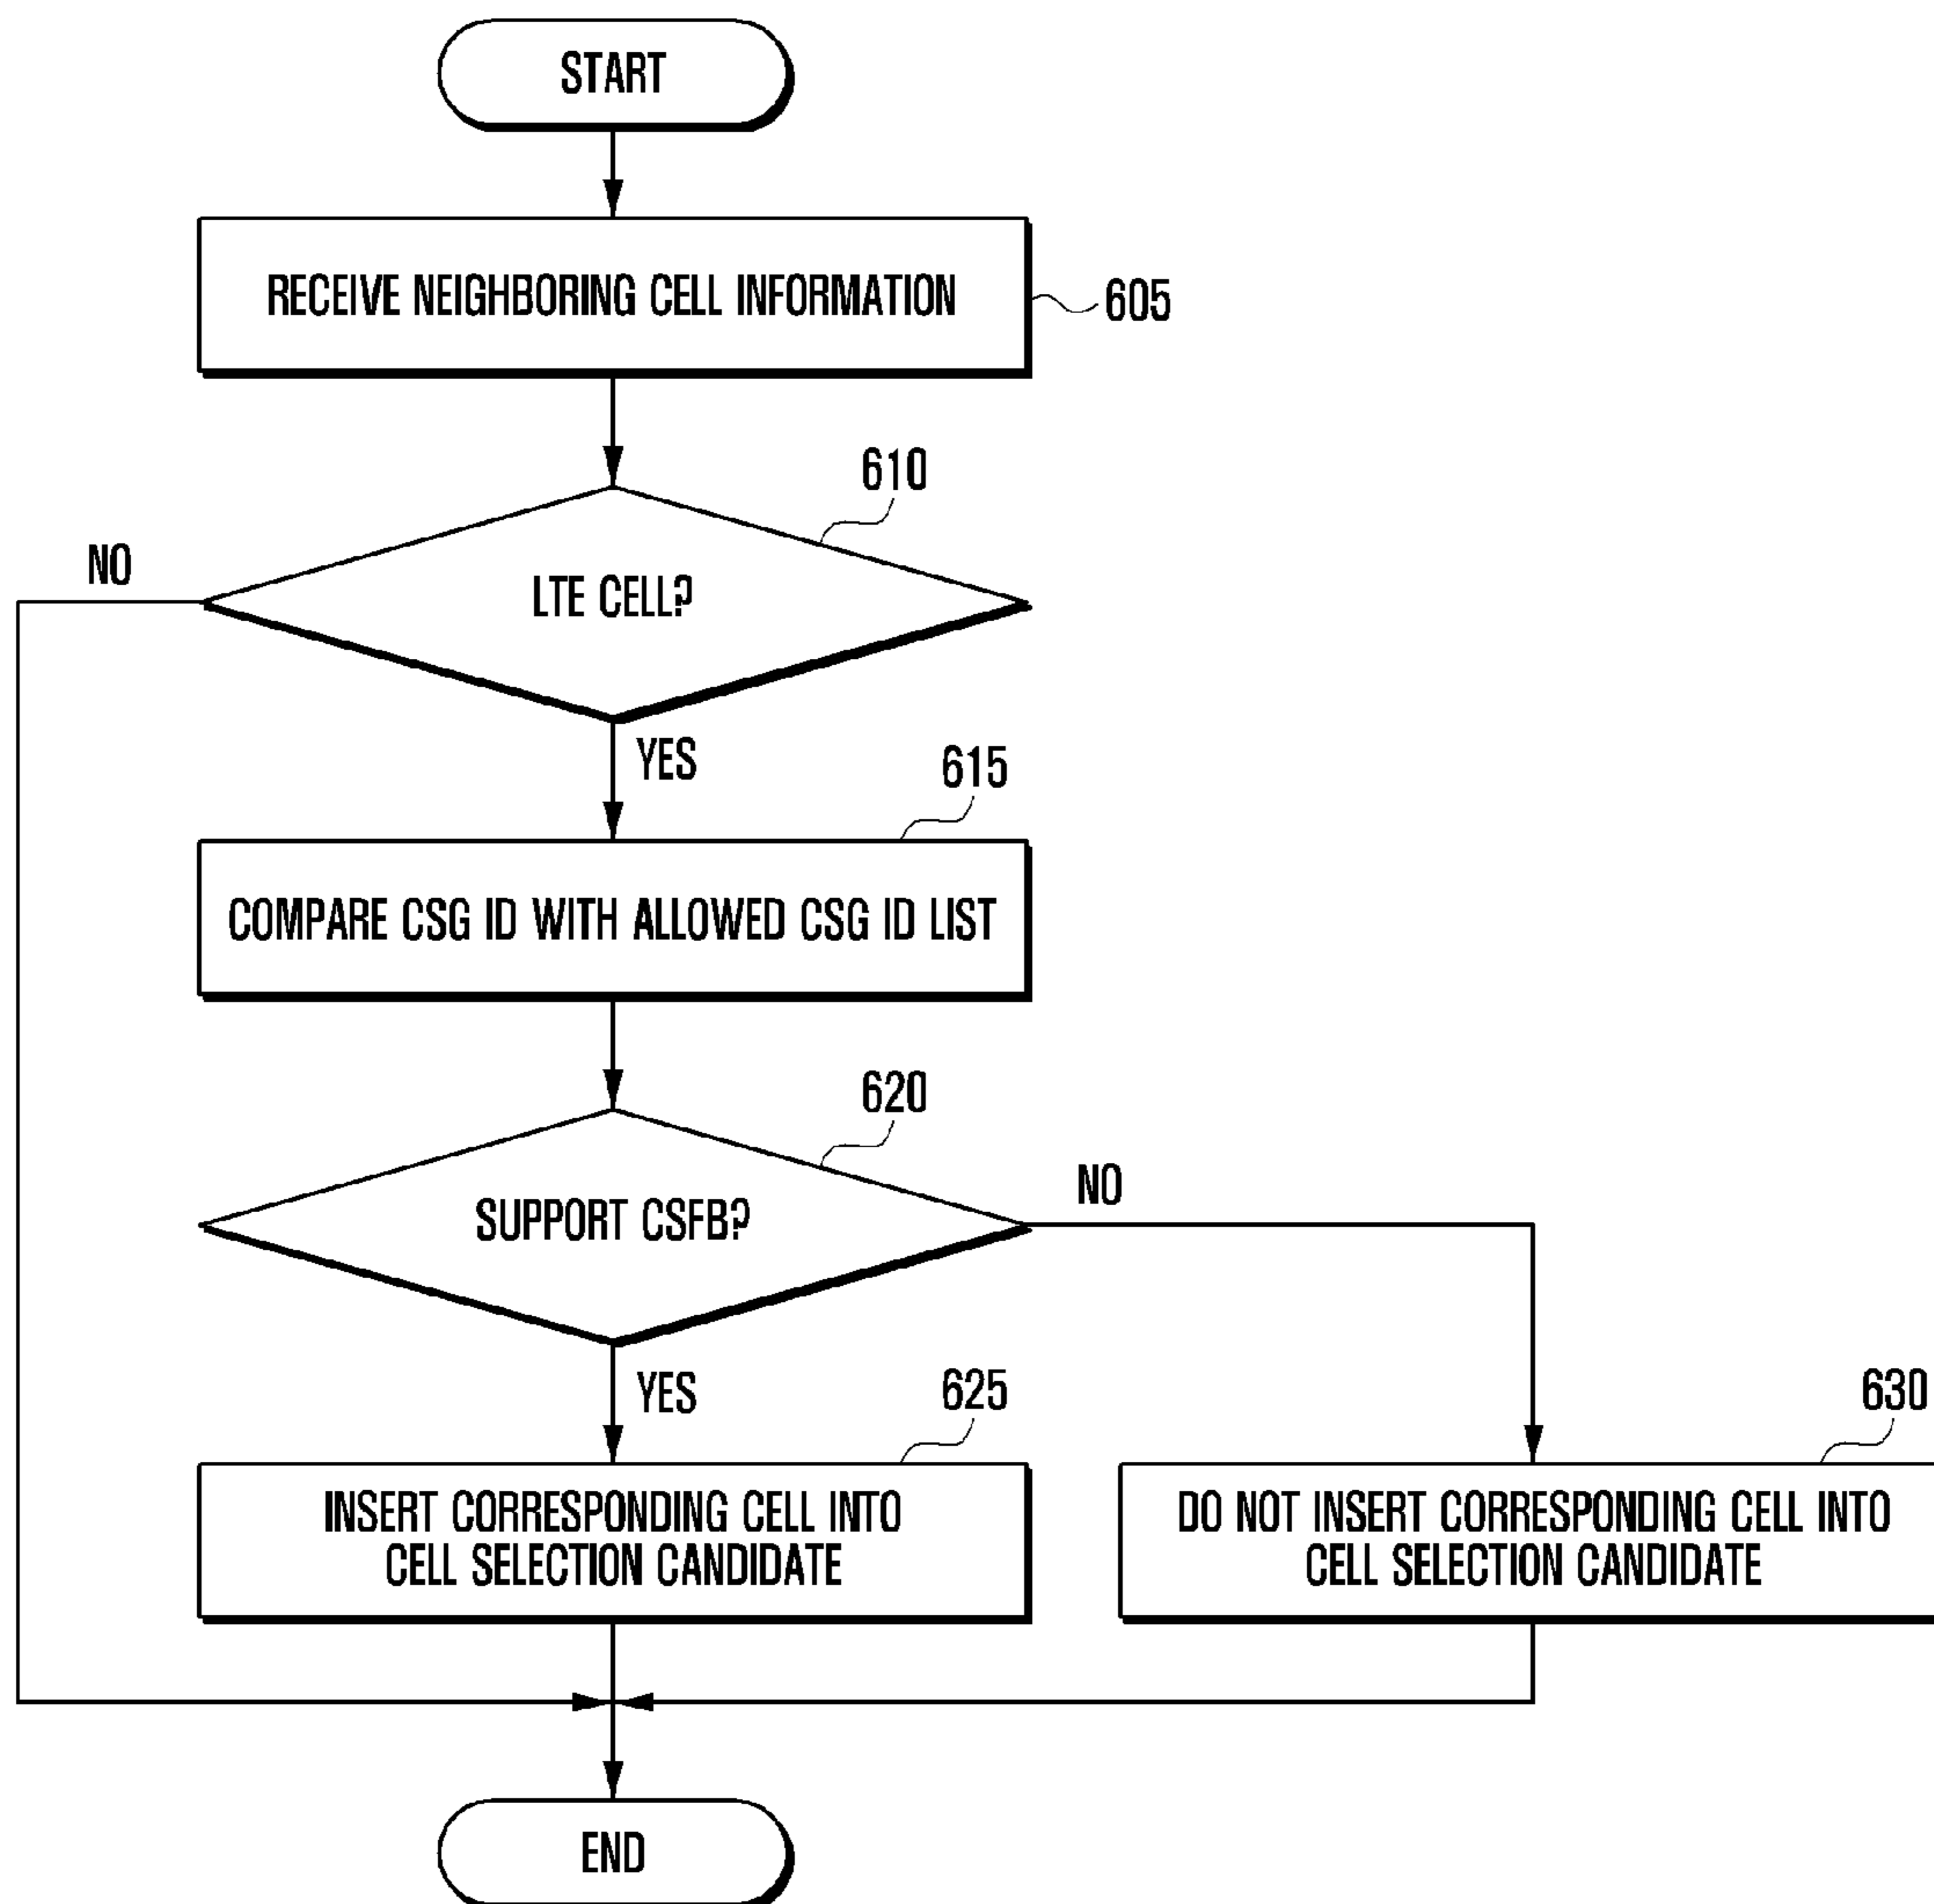 START
RECEIVE NEIGHBORING CELL INFORMATION
605
610
LTE CELL?
NO
YES
615
COMPARE CSG ID WITH ALLOWED CSG ID LIST
620
SUPPORT CSFB?
NO
YES
625
INSERT CORRESPONDING CELL INTO
CELL SELECTION CANDIDATE
630
DO NOT INSERT CORRESPONDING CELL INTO
CELL SELECTION CANDIDATE
END